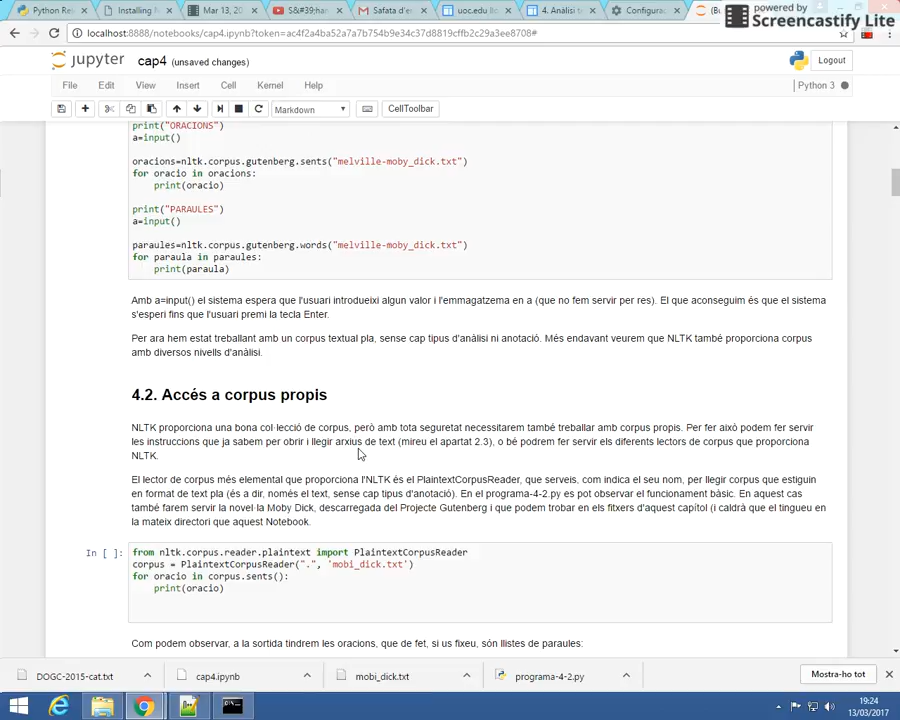 Python Re
Installing
Mar 13, 20
S&#39;ha
Safata d'e
uoc.edu
4. Anàlisi t
Configura
powered by
Screencastify Lite
localhost:8888/notebooks/cap4.ipynb?token=ac4f2a4ba52a7a7b754b9e34c37d8819cffb2c29a3ee8708#
jupyter cap4 (unsaved changes)
Logout
File Edit View Insert Cell Kernel Help
Python 3
Markdown
CellToolbar
print("ORACIONS")
a=input()
oracions=nltk.corpus.gutenberg.sents("melville-moby_dick.txt")
for oracio in oracions:
print(oracio)
print("PARAULES")
a=input()
paraules=nltk.corpus.gutenberg.words("melville-moby_dick.txt")
for paraula in paraules:
print(paraula)
Amb a=input() el sistema espera que l'usuari introdueixi algun valor i l'emmagatzema en a (que no fem servir per res). El que aconseguim és que el sistema
s'esperi fins que l'usuari premi la tecla Enter.
Per ara hem estat treballant amb un corpus textual pla, sense cap tipus d'anàlisi ni anotació. Més endavant veurem que NLTK també proporciona corpus
amb diversos nivells d'anàlisi.
4.2. Accés a corpus propis
NLTK proporciona una bona col·lecció de corpus, però amb tota seguretat necessitarem també treballar amb corpus propis. Per fer això podem fer servir
les instruccions que ja sabem per obrir i llegir arxius de text (mireu el apartat 2.3), o bé podrem fer servir els diferents lectors de corpus que proporciona
NLTK.
El lector de corpus més elemental que proporciona l'NLTK és el PlaintextCorpusReader, que serveis, com indica el seu nom, per llegir corpus que estiguin
en format de text pla (és a dir, només el text, sense cap tipus d'anotació). En el programa-4-2.py es pot observar el funcionament bàsic. En aquest cas
també farem servir la novel·la Moby Dick, descarregada del Projecte Gutenberg i que podem trobar en els fitxers d'aquest capítol (i caldrà que el tingueu en
la mateix directori que aquest Notebook.
In [ ]:
from nltk.corpus.reader.plaintext import PlaintextCorpusReader
corpus = PlaintextCorpusReader(".", 'mobi_dick.txt')
for oracio in corpus.sents():
print(oracio)
Com podem observar, a la sortida tindrem les oracions, que de fet, si us fixeu, són llistes de paraules:
DOGC-2015-cat.txt
cap4.ipynb
mobi_dick.txt
programa-4-2.py
Mostra-ho tot
19:24
13/03/2017